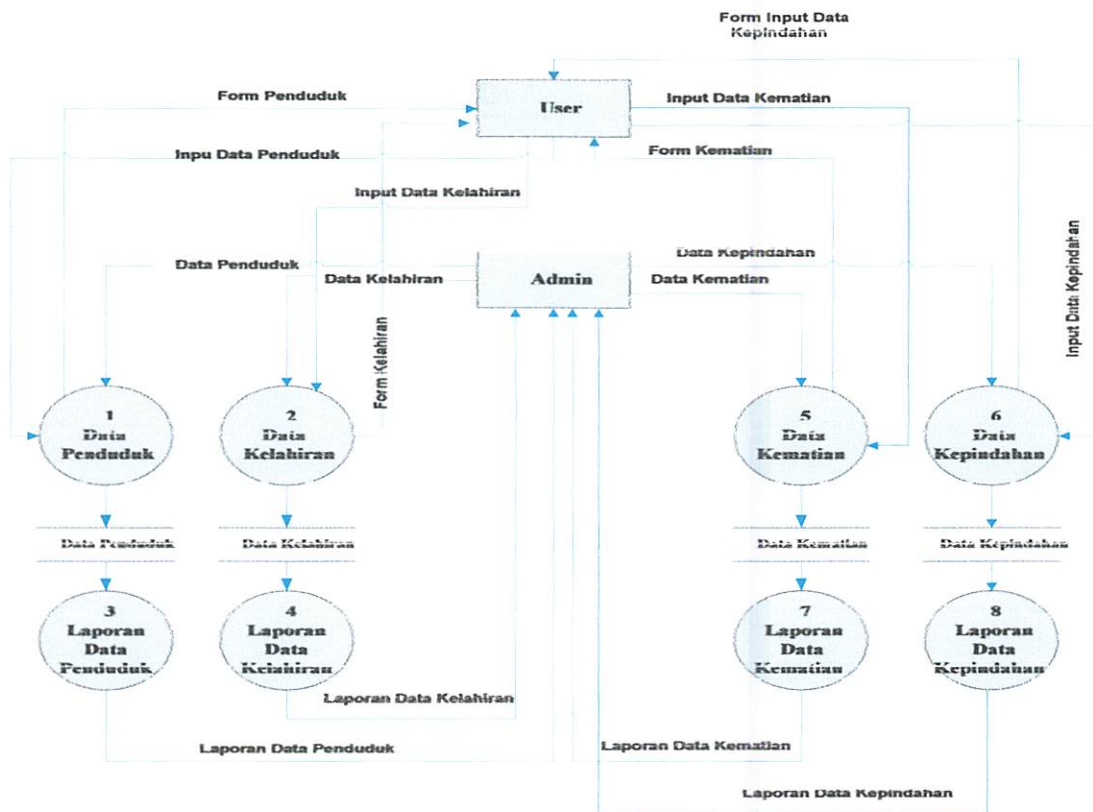 Form Input Data
Kepindahan
Form Penduduk
User
Input Data Kematian
Inpu Data Penduduk
Form Kematian
Input Data Kelahiran
Data Kepindahan
Data Penduduk
Data Kelahiran
Admin
Data Kematian
Input Data Kepindahan
Form Kelahiran
1
Data
Penduduk
2
Data
Kelahiran
5
Data
Kematian
6
Data
Kepindahan
Data Penduduk
Data Kelahiran
Data Kematian
Data Kepindahan
3
Laporan
Data
Penduduk
4
Laporan
Data
Kelahiran
7
Laporan
Data
Kematian
8
Laporan
Data
Kepindahan
Laporan Data Kelahiran
Laporan Data Penduduk
Laporan Data Kematian
Laporan Data Kepindahan